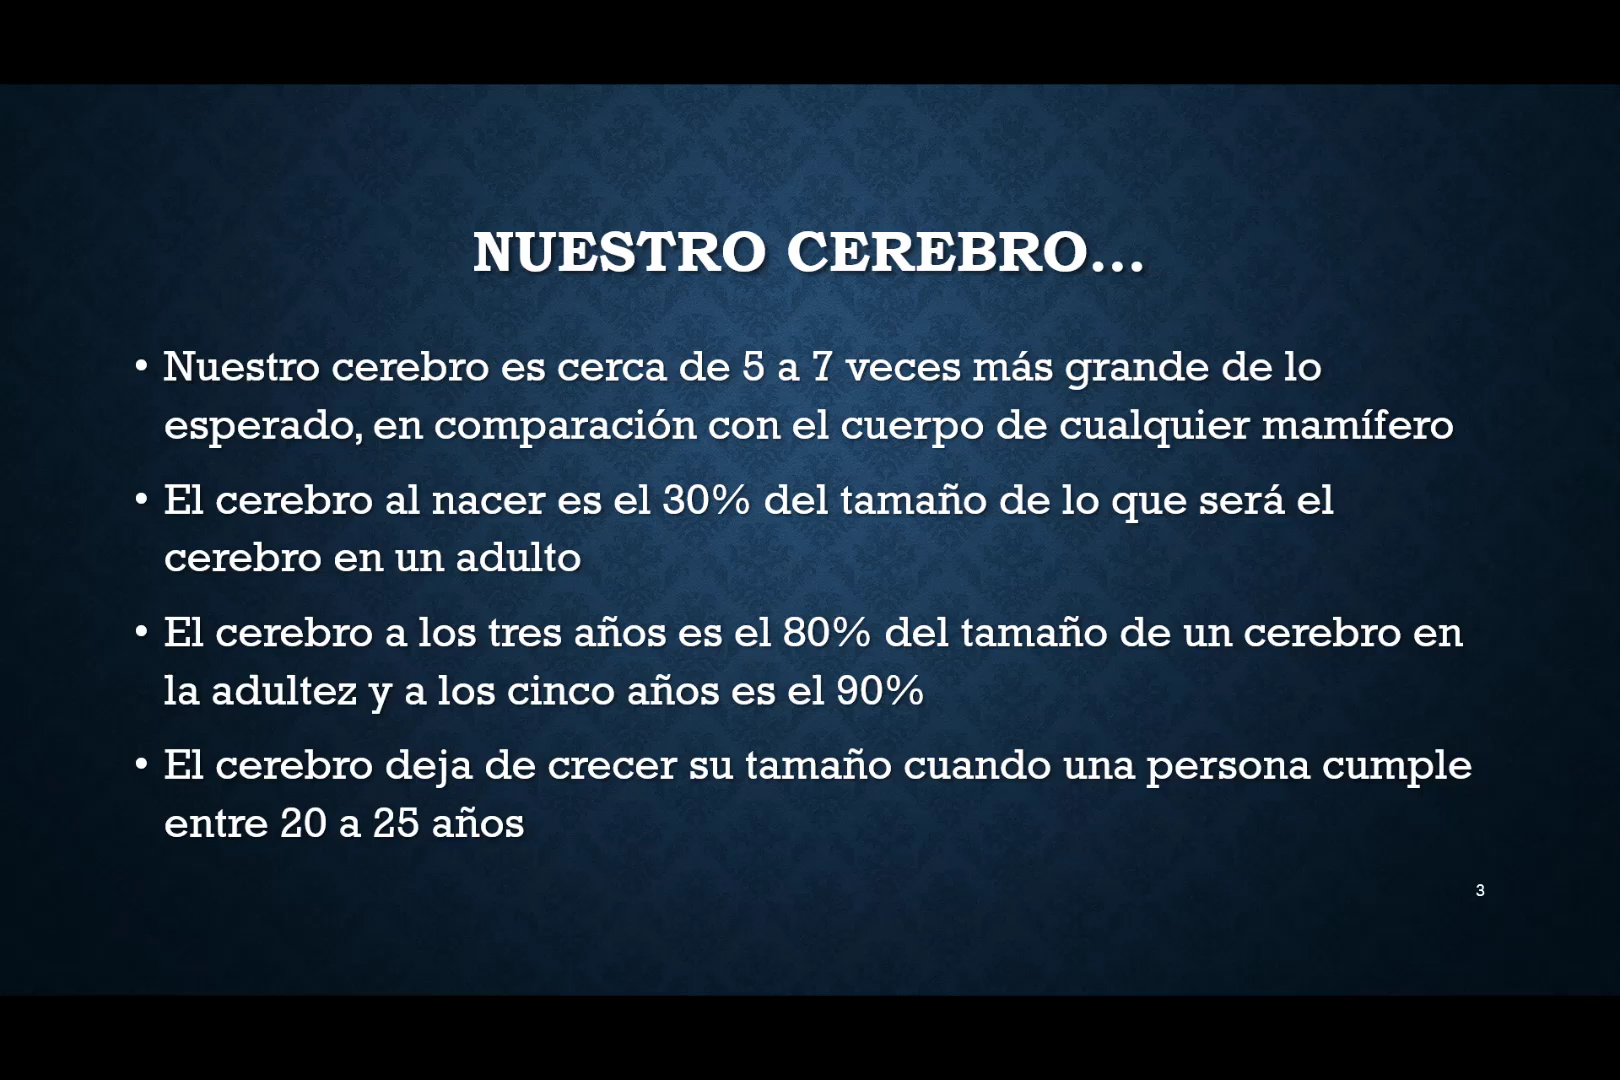 NUESTRO CEREBRO...
• Nuestro cerebro es cerca de 5 a 7 veces más grande de lo
esperado, en comparación con el cuerpo de cualquier mamífero
• El cerebro al nacer es el 30% del tamaño de lo que será el
cerebro en un adulto
• El cerebro a los tres años es el 80% del tamaño de un cerebro en
la adultez y a los cinco años es el 90%
• El cerebro deja de crecer su tamaño cuando una persona cumple
entre 20 a 25 años
3